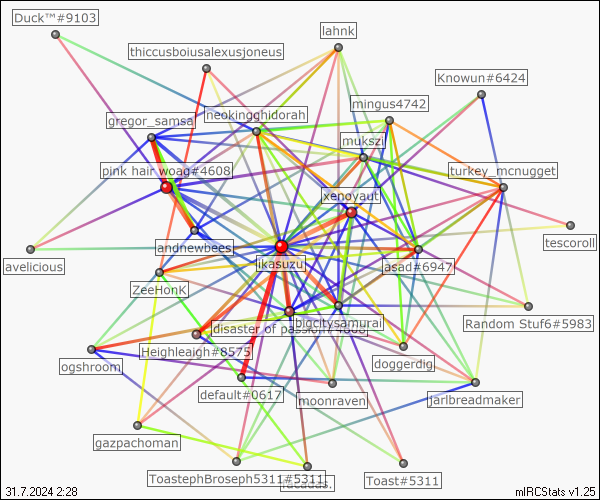 Duck™#9103
lahnk
thiccusboiusalexusjoneus
Knowun#6424
mingus4742
neokingghidorah
gregor_samsa
mukszi
pink hair woag#4608
turkey_mcnugget
xenoyaut
andnewbees
tescoroll
ikasuzu
asad#6947
avelicious
ZeeHonK
bigcitysamurai
disaster of passion
Random Stuf6#5983
Heighleaigh#8575
doggerdig
ogshroom
default#0617
moonraven
jarlbreadmaker
gazpachoman
ToastephBroseph5311#5311
Toast#5311
31.7.2024 2:28
mIRCStats v1.25